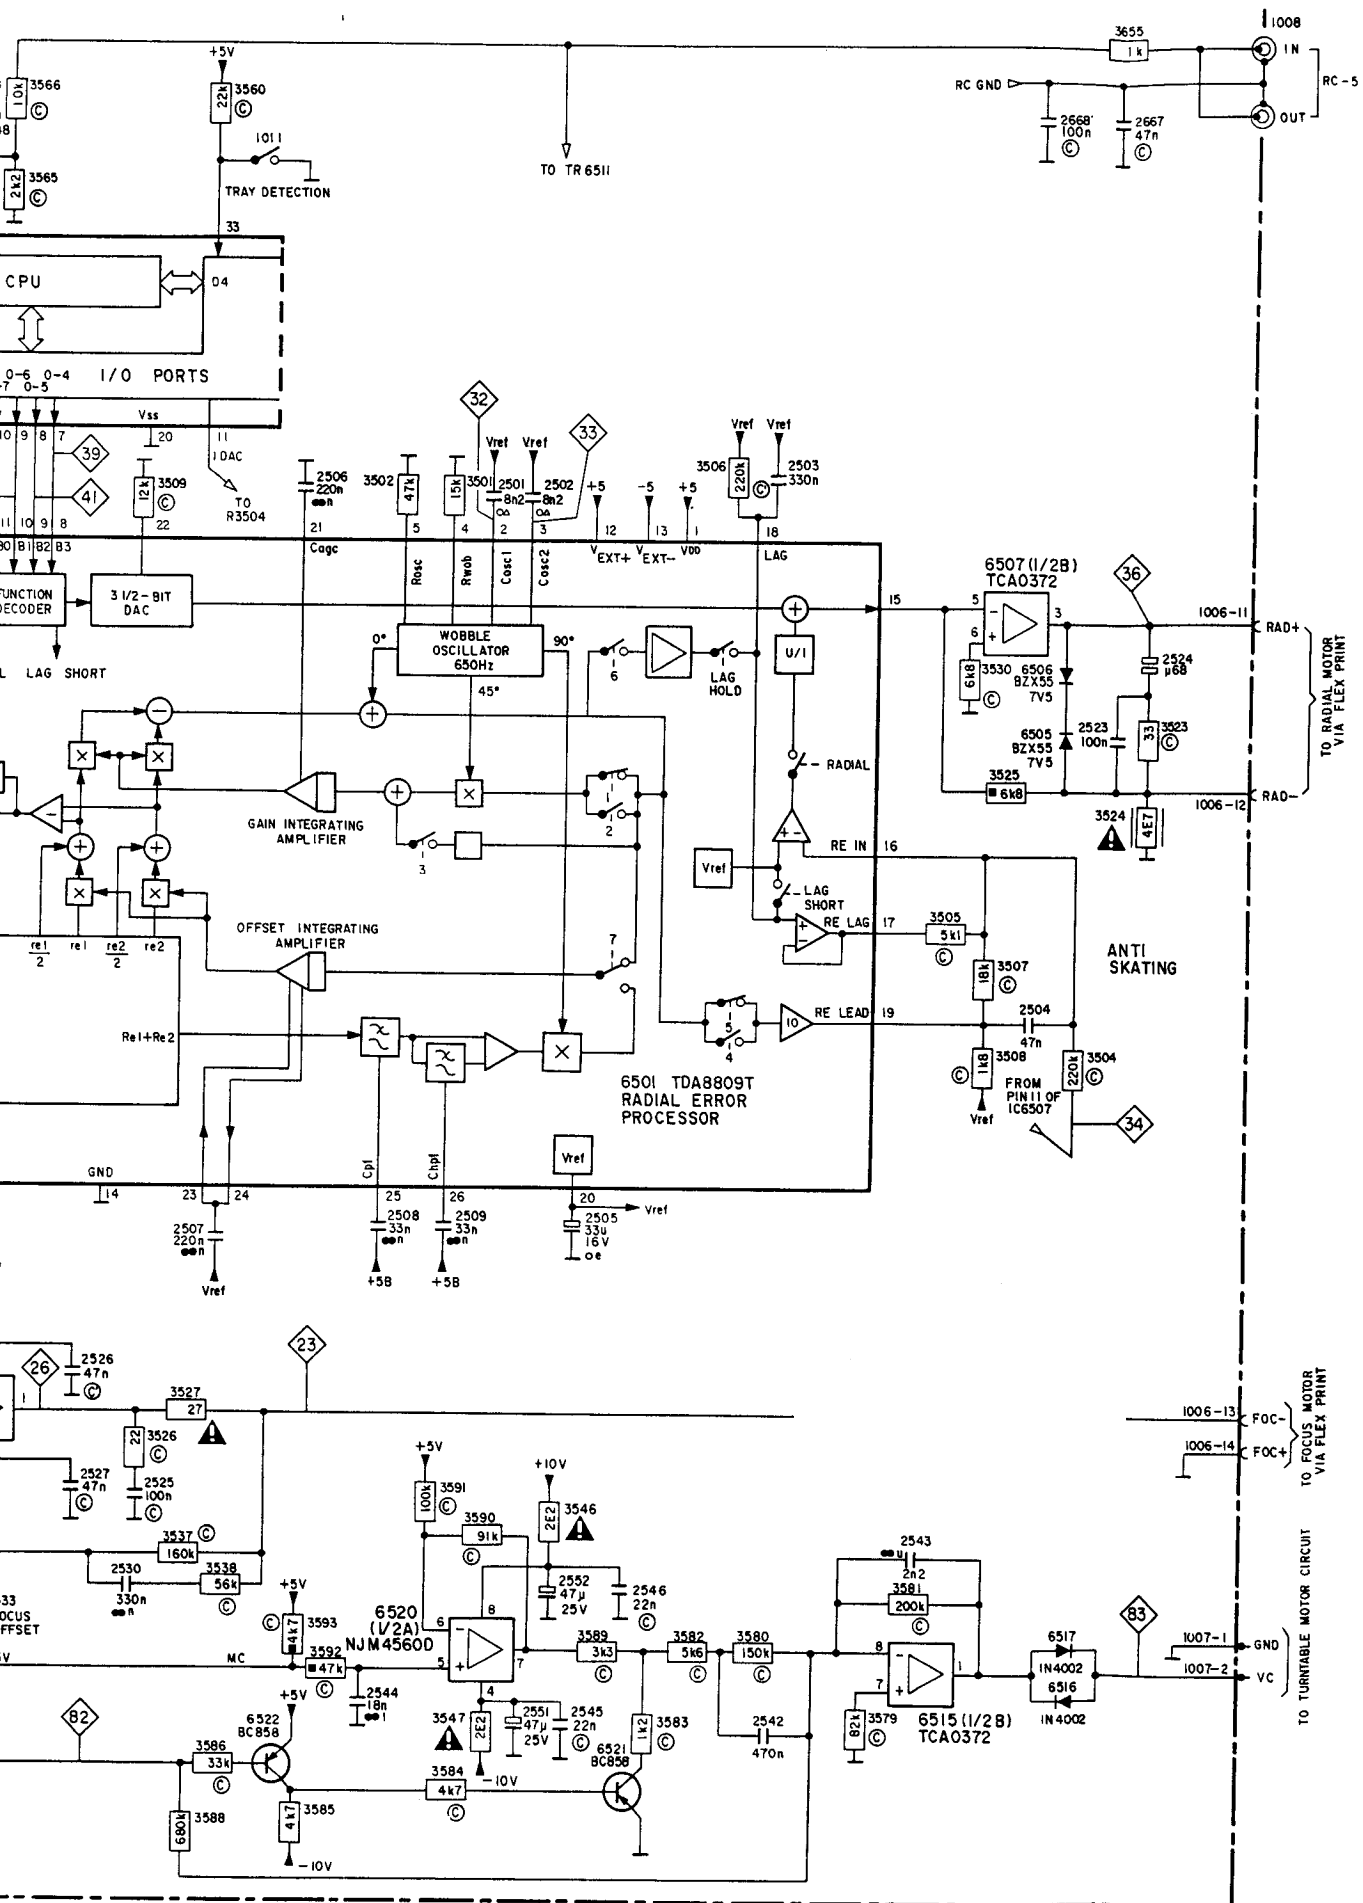 1008
3655
1k
IN
RC GND
RC-5
OUT
2668
100n
C
2667
47n
C
+5V
3566
10k
C
3560
22k
C
48
1011
TO TR 6511
3565
2k2
C
TRAY DETECTION
33
CPU
D4
0-6 0-4
-7 0-5
I/O PORTS
Vss
10 9 8 7
20
11
IDAC
39
41
3509
12k
C
TO
R3504
11 10 9 8
22
B0 B1 B2 B3
32
33
Vref
Vref
2506
220n
3502
47k
3501
15k
2501
8n2
2502
8n2
+5
-5
+5
Vref
Vref
3506
220k
C
2503
330n
21
5
4
2
3
12
13
1
18
Cagc
Rosc
Rwob
Cosc1
Cosc2
VEXT+
VEXT-
VDD
LAG
FUNCTION
DECODER
3 1/2-BIT
DAC
+
15
6507 (1/2B)
TCA0372
36
5
-
6
+
3
1006-11
RAD+
0°
WOBBLE
OSCILLATOR
650Hz
90°
45°
6
LAG
HOLD
U/I
3530
6k8
C
6506
BZX55
7V5
2524
µ68
LAG SHORT
-
+
6505
BZX55
7V5
2523
100n
3523
33
C
TO RADIAL MOTOR
VIA FLEX PRINT
X
X
RADIAL
3525
6k8
1006-12
RAD-
GAIN INTEGRATING
AMPLIFIER
+
X
2
+ -
3524
4E7
-
+
+
3
Vref
RE IN
16
X
X
LAG
SHORT
OFFSET INTEGRATING
AMPLIFIER
RE LAG
17
+
-
3505
5k1
C
re1
2
re1
re2
2
re2
7
ANTI
SKATING
3507
18k
C
5
4
10
RE LEAD
19
2504
47n
Re1+Re2
X
3508
1k8
C
3504
220k
C
6501 TDA8809T
RADIAL ERROR
PROCESSOR
FROM
PIN 11 OF
IC6507
Vref
34
GND
14
23
24
Cpf
Chpf
25
26
Vref
20
Vref
2507
220n
Vref
2508
33n
+5B
2509
33n
+5B
2505
33u
16V
26
2526
47n
C
23
1
3527
27
3526
22
C
1006-13
FOC-
1006-14
FOC+
TO FOCUS MOTOR
VIA FLEX PRINT
2527
47n
C
2525
100n
C
+5V
3591
100k
C
+10V
3546
2E2
3537
C
160k
3590
91k
C
2530
330n
3538
56k
C
2552
47µ
25V
2546
22n
C
2543
2n2
3581
200k
C
33
OCUS
FFSET
+5V
3593
4k7
C
6520
(1/2A)
NJM4560D
8
6
-
5
+
7
4
83
MC
3592
47k
C
2544
18n
3589
3k3
C
3582
5k6
C
3580
150k
C
8
-
7
+
1
6517
1N4002
6516
1N4002
1007-1
GND
1007-2
VC
TO TURNTABLE MOTOR CIRCUIT
82
+5V
6522
BC858
3547
2E2
-10V
2551
47µ
25V
2545
22n
C
6521
BC858
3583
1k2
C
2542
470n
3579
82k
C
6515 (1/2B)
TCA0372
3586
33k
C
3584
4k7
C
3588
680k
3585
4k7
-10V